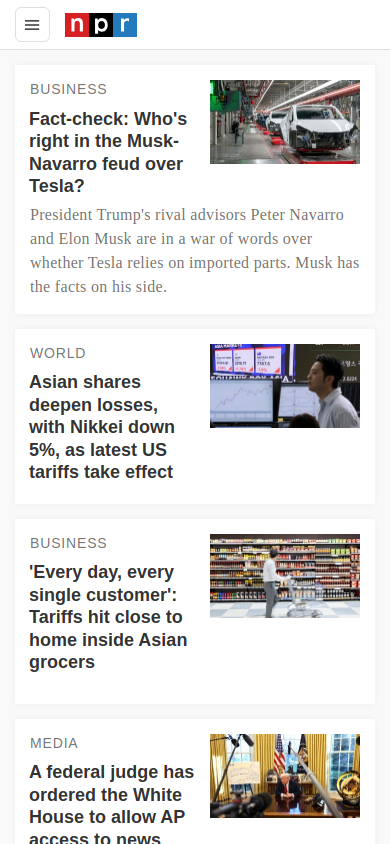 npr
BUSINESS
Fact-check: Who's
right in the Musk-
Navarro feud over
Tesla?
President Trump's rival advisors Peter Navarro
and Elon Musk are in a war of words over
whether Tesla relies on imported parts. Musk has
the facts on his side.
WORLD
Asian shares
deepen losses,
with Nikkei down
5%, as latest US
tariffs take effect
BUSINESS
'Every day, every
single customer':
Tariffs hit close to
home inside Asian
grocers
MEDIA
A federal judge has
ordered the White
House to allow AP
access to news